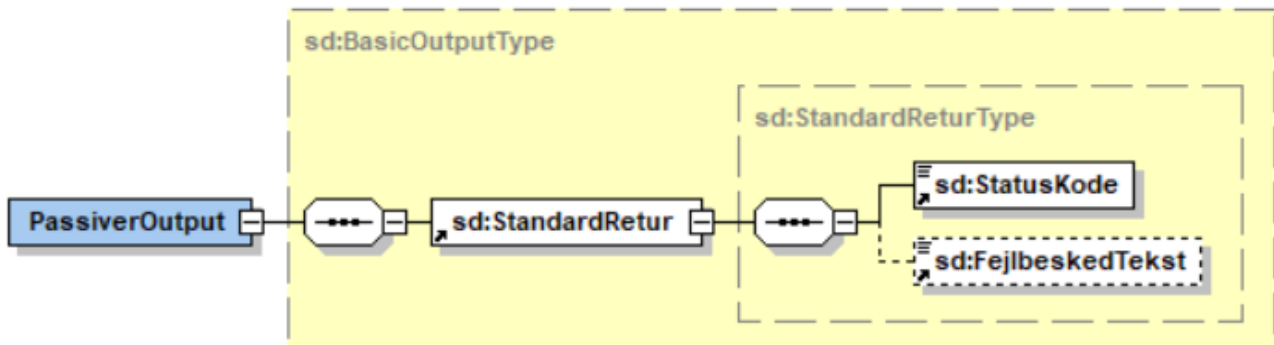 sd:BasicOutputType
sd:StandardReturType
PassiverOutput
sd:StandardRetur
sd:StatusKode
sd:FejlbeskedTekst